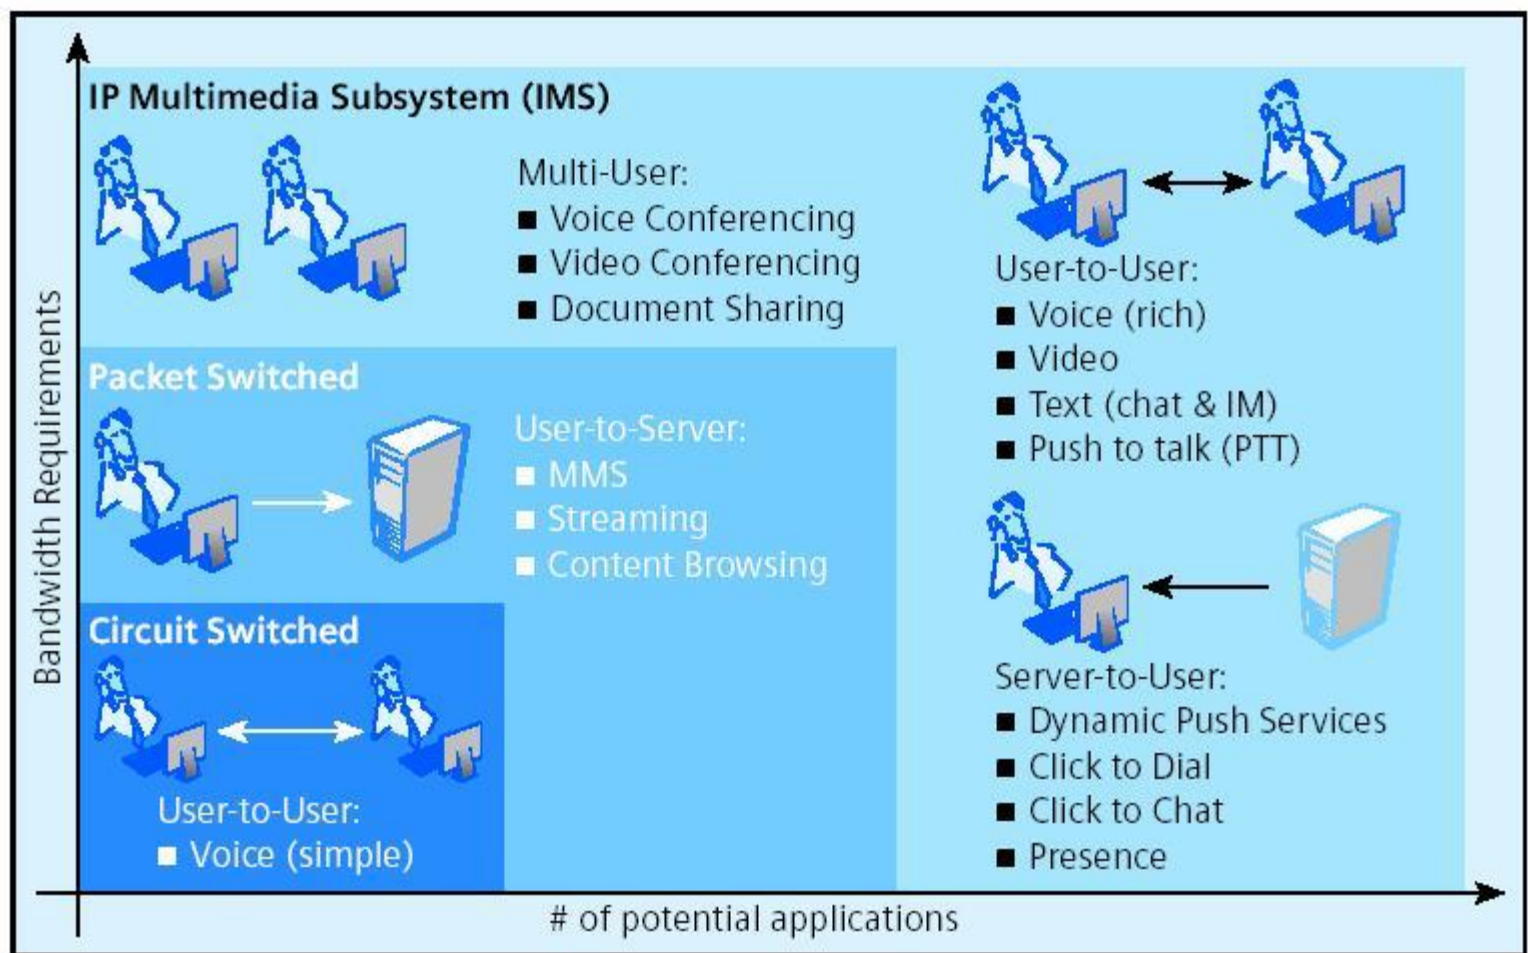 IP Multimedia Subsystem (IMS)
Multi-User:
■ Voice Conferencing
■ Video Conferencing
■ Document Sharing
User-to-User:
■ Voice (rich)
■ Video
■ Text (chat & IM)
■ Push to talk (PTT)
Server-to-User:
■ Dynamic Push Services
■ Click to Dial
■ Click to Chat
■ Presence
Packet Switched
User-to-Server:
■ MMS
■ Streaming
■ Content Browsing
Circuit Switched
User-to-User:
■ Voice (simple)
Bandwidth Requirements
# of potential applications